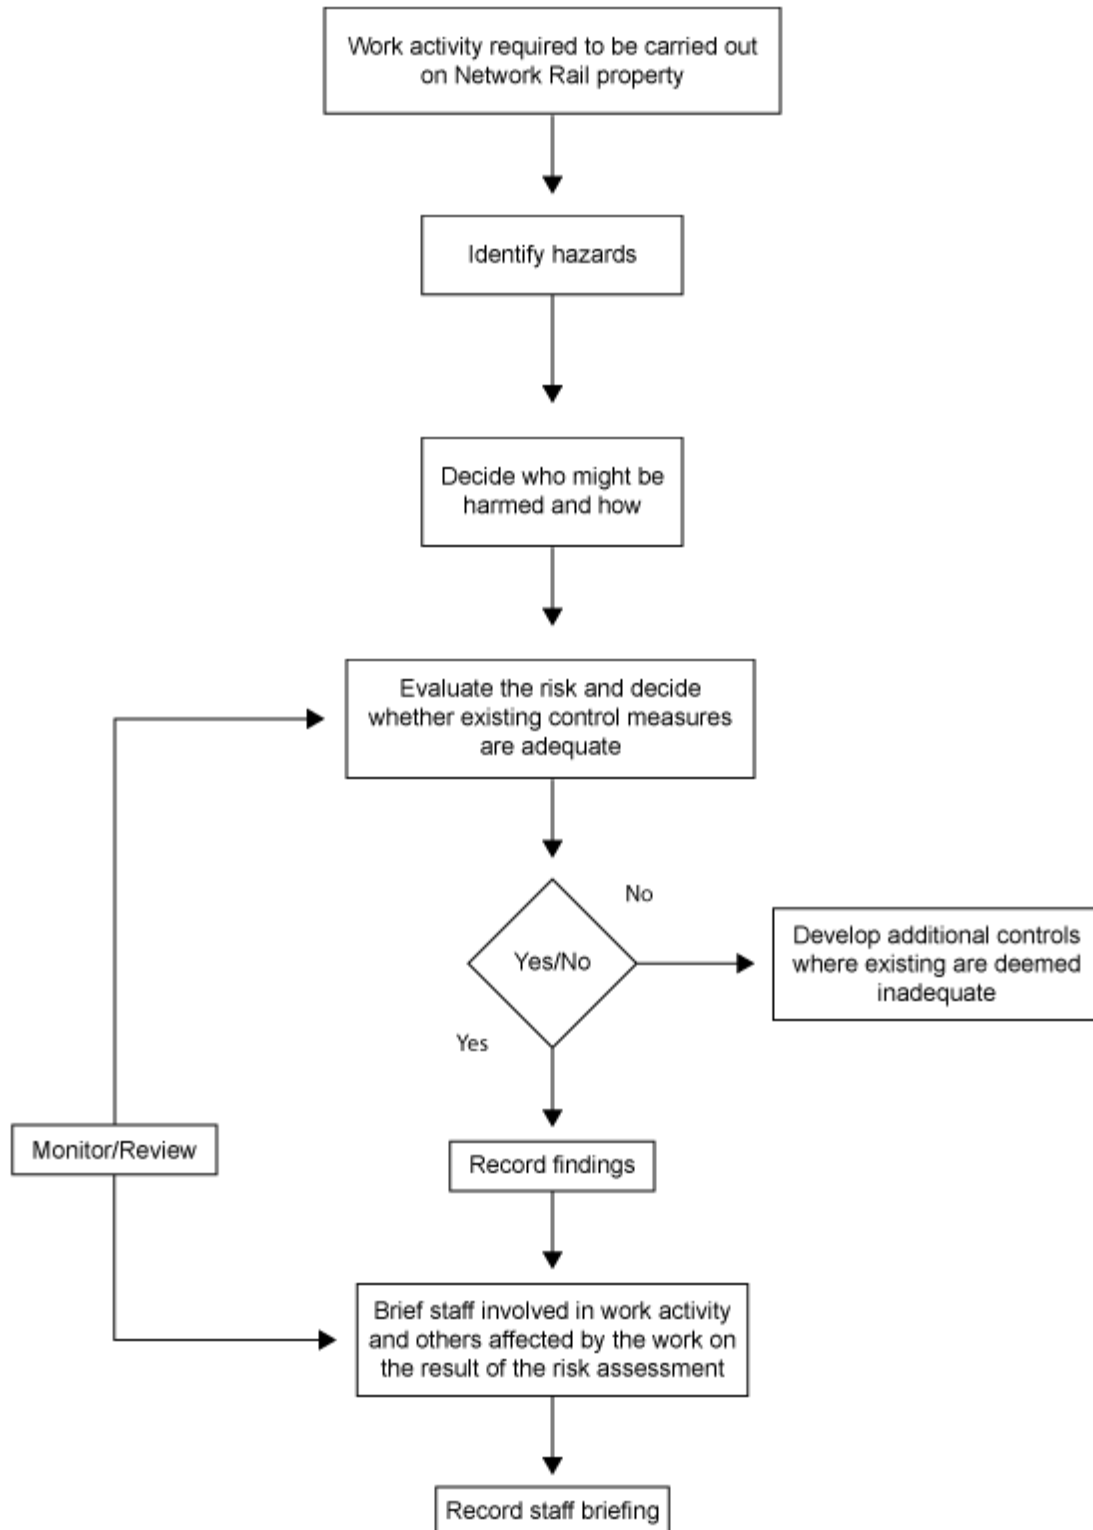 Work activity required to be carried out
on Network Rail property
Identify hazards
Decide who might be
harmed and how
Evaluate the risk and decide
whether existing control measures
are adequate
No
Yes/No
Develop additional controls
where existing are deemed
inadequate
Yes
Monitor/Review
Record findings
Brief staff involved in work activity
and others affected by the work on
the result of the risk assessment
Record staff briefing